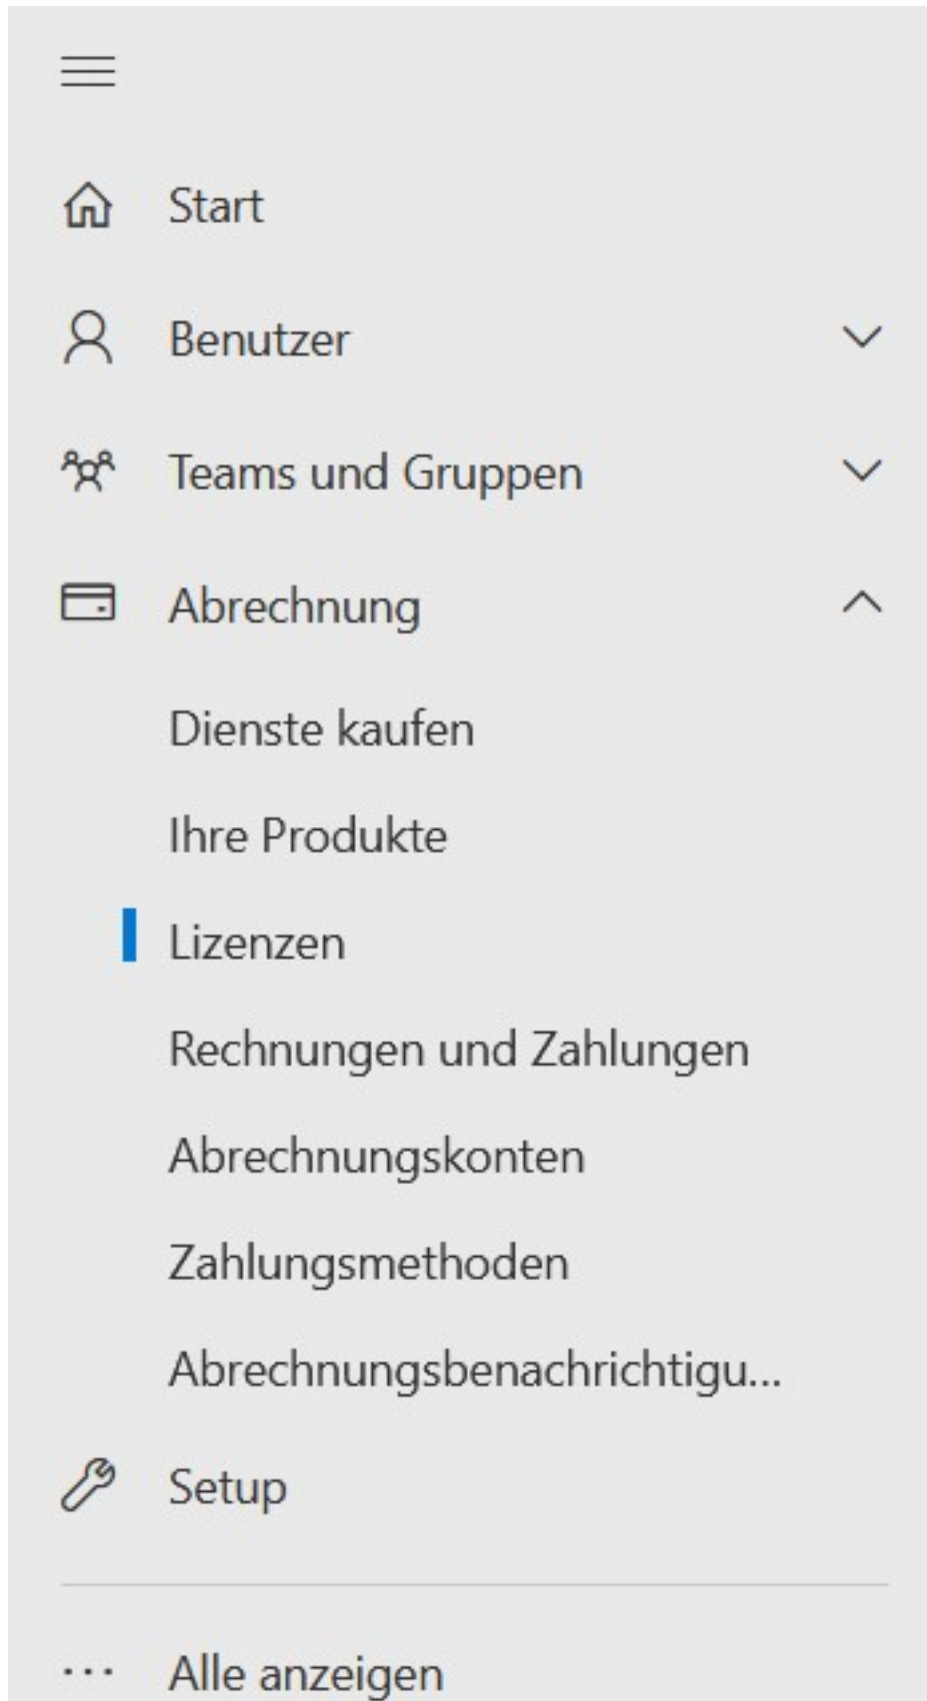 Start
Benutzer
Teams und Gruppen
Abrechnung
Dienste kaufen
Ihre Produkte
Lizenzen
Rechnungen und Zahlungen
Abrechnungskonten
Zahlungsmethoden
Abrechnungsbenachrichtigu...
Setup
Alle anzeigen